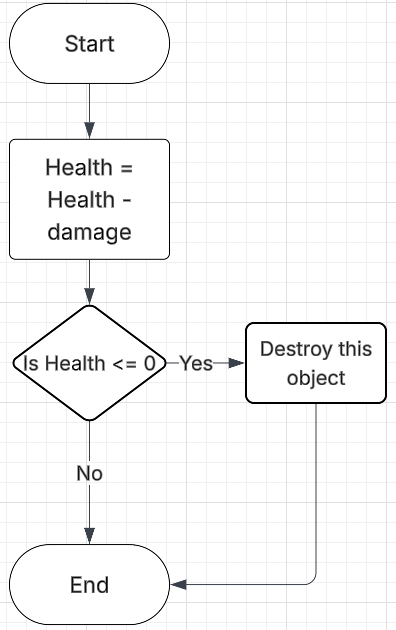 Start
Health =
Health -
damage
Is Health <= 0
Yes
Destroy this
object
No
End